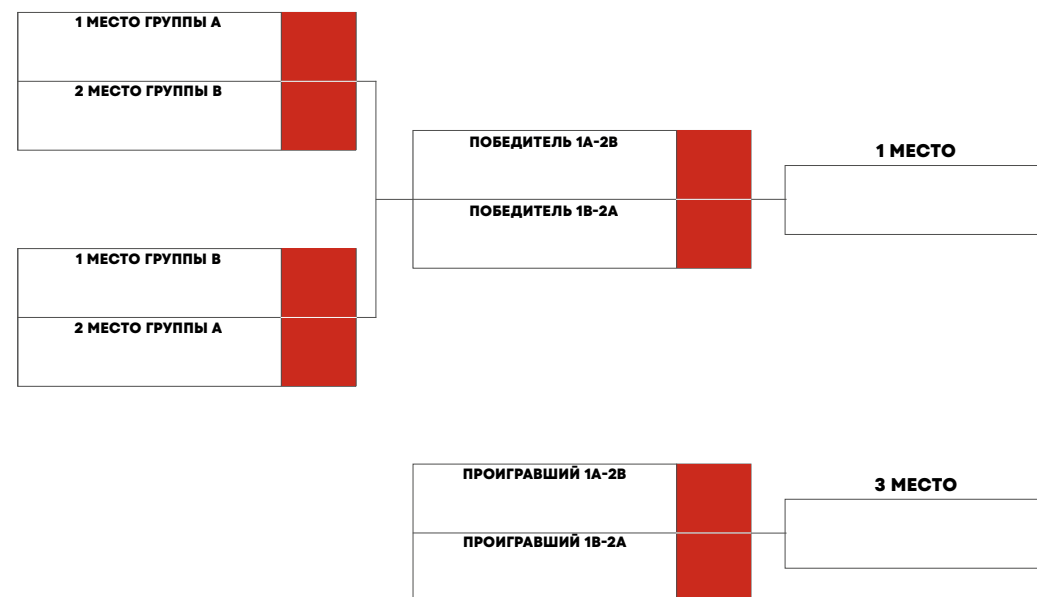 1 МЕСТО ГРУППЫ А
2 МЕСТО ГРУППЫ В
1 МЕСТО ГРУППЫ В
2 МЕСТО ГРУППЫ А
ПОБЕДИТЕЛЬ 1А-2В
ПОБЕДИТЕЛЬ 1В-2А
1 МЕСТО
ПРОИГРАВШИЙ 1А-2В
ПРОИГРАВШИЙ 1В-2А
3 МЕСТО